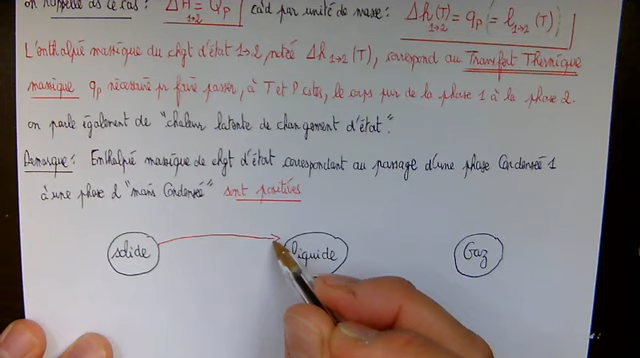 on rappelle ds ce cas : ΔH 1→2 = Qp càd par unité de masse : Δh 1→2 (T) = qp (= l1→2 (T))
L'enthalpie massique du chgt d'état 1→2, notée Δh1→2 (T), correspond au Transfert Thermique
massique qp nécessaire pr faire passer, à T et P cstes, le corps pur de la phase 1 à la phase 2.
on parle également de "chaleur latente de changement d'état".
Remarque : Enthalpie massique de chgt d'état correspondant au passage d'une phase Condensée 1
à une phase 2 "moins Condensée" sont positives
solide liquide Gaz